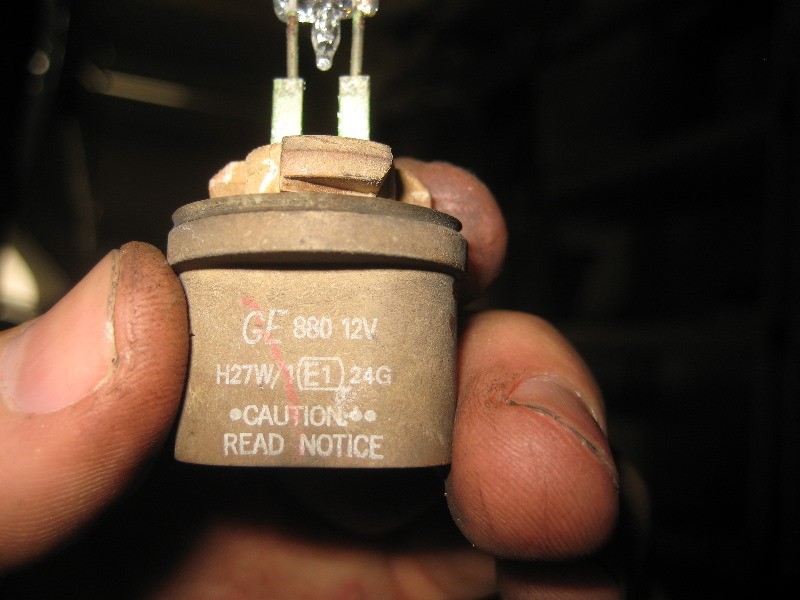 GE 880 12V
H27W/1 E1 24G
•CAUTION•••
READ NOTICE